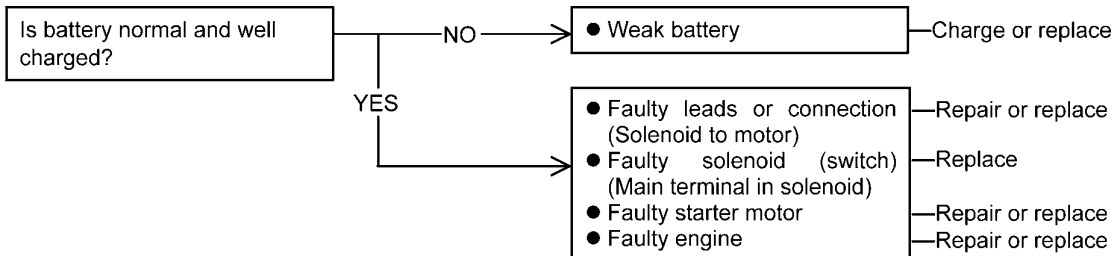 Is battery normal and well
charged?
NO
● Weak battery
Charge or replace
YES
● Faulty leads or connection
(Solenoid to motor)
Repair or replace
● Faulty solenoid (switch)
(Main terminal in solenoid)
Replace
● Faulty starter motor
Repair or replace
● Faulty engine
Repair or replace